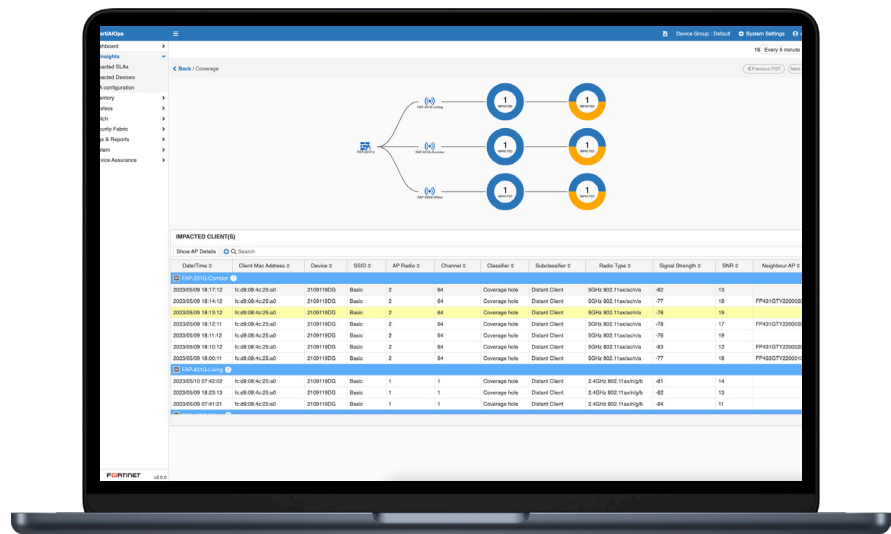 rtiAIOps
Device Group : Default System Settings
shboard
15 Every 5 minute
Insights
acted SLAs
Back / Coverage
Previous FGT Next
acted Devices
A configuration
entory
eless
tch
curity Fabric
gs & Reports
stem
vice Assurance
1
IMPACTED
1
IMPACTED
1
IMPACTED
1
IMPACTED
1
IMPACTED
1
IMPACTED
IMPACTED CLIENT(S)
Show AP Details Search
Date/Time Client Mac Address Device SSID AP Radio Channel Classifier Subclassifier Radio Type Signal Strength SNR Neighbour AP
FAP-231G-Corridor
2023/05/09 18:17:12 fc:d9:08:4c:25:a0 2109119DG Basic 2 64 Coverage hole Distant Client 5GHz 802.11ax/ac/n/a -82 13
2023/05/09 18:14:12 fc:d9:08:4c:25:a0 2109119DG Basic 2 64 Coverage hole Distant Client 5GHz 802.11ax/ac/n/a -77 18 FP431GTY2200020
2023/05/09 18:13:12 fc:d9:08:4c:25:a0 2109119DG Basic 2 64 Coverage hole Distant Client 5GHz 802.11ax/ac/n/a -76 19
2023/05/09 18:12:11 fc:d9:08:4c:25:a0 2109119DG Basic 2 64 Coverage hole Distant Client 5GHz 802.11ax/ac/n/a -78 17 FP431GTY2200020
2023/05/09 18:11:12 fc:d9:08:4c:25:a0 2109119DG Basic 2 64 Coverage hole Distant Client 5GHz 802.11ax/ac/n/a -76 19
2023/05/09 18:10:12 fc:d9:08:4c:25:a0 2109119DG Basic 2 64 Coverage hole Distant Client 5GHz 802.11ax/ac/n/a -83 12 FP431GTY2200020
2023/05/09 18:00:11 fc:d9:08:4c:25:a0 2109119DG Basic 2 64 Coverage hole Distant Client 5GHz 802.11ax/ac/n/a -77 18 FP433GTY2200010
FAP-431G-Living
2023/05/10 07:42:02 fc:d9:08:4c:25:a0 2109119DG Basic 1 1 Coverage hole Distant Client 2.4GHz 802.11ax/n/g/b -81 14
2023/05/09 18:23:13 fc:d9:08:4c:25:a0 2109119DG Basic 1 1 Coverage hole Distant Client 2.4GHz 802.11ax/n/g/b -82 13
2023/05/09 07:41:21 fc:d9:08:4c:25:a0 2109119DG Basic 1 1 Coverage hole Distant Client 2.4GHz 802.11ax/n/g/b -84 11
FORTINET v2.0.0